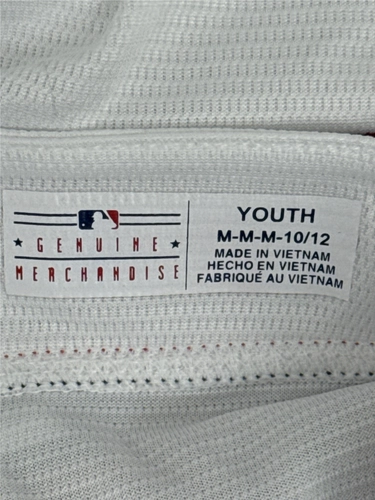 GENUINE
MERCHANDISE
YOUTH
M-M-M-10/12
MADE IN VIETNAM
HECHO EN VIETNAM
FABRIQUÉ AU VIETNAM